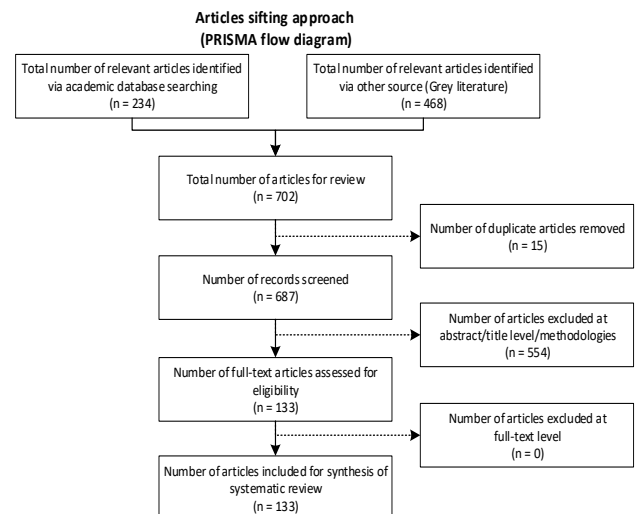 Articles sifting approach
(PRISMA flow diagram)
Total number of relevant articles identified
via academic database searching
(n = 234)
Total number of relevant articles identified
via other source (Grey literature)
(n = 468)
Total number of articles for review
(n = 702)
Number of duplicate articles removed
(n = 15)
Number of records screened
(n = 687)
Number of articles excluded at
abstract/title level/methodologies
(n = 554)
Number of full-text articles assessed for
eligibility
(n = 133)
Number of articles excluded at
full-text level
(n = 0)
Number of articles included for synthesis of
systematic review
(n = 133)